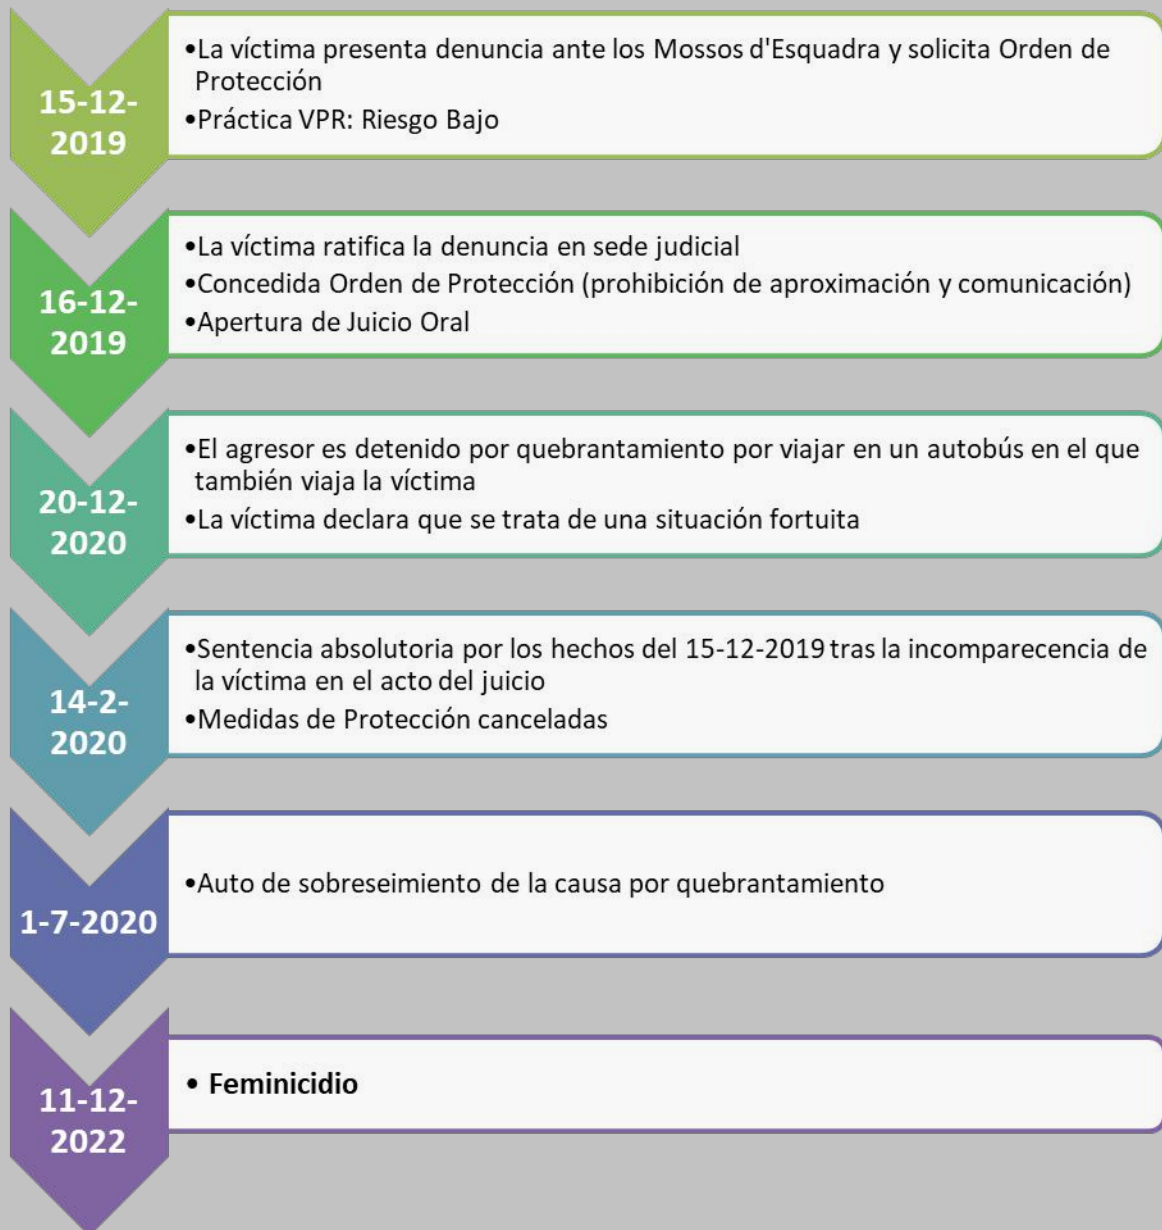 15-12-
2019
•La víctima presenta denuncia ante los Mossos d'Esquadra y solicita Orden de
Protección
•Práctica VPR: Riesgo Bajo
16-12-
2019
•La víctima ratifica la denuncia en sede judicial
•Concedida Orden de Protección (prohibición de aproximación y comunicación)
•Apertura de Juicio Oral
20-12-
2020
•El agresor es detenido por quebrantamiento por viajar en un autobús en el que
también viaja la víctima
•La víctima declara que se trata de una situación fortuita
14-2-
2020
•Sentencia absolutoria por los hechos del 15-12-2019 tras la incomparecencia de
la víctima en el acto del juicio
•Medidas de Protección canceladas
1-7-2020
•Auto de sobreseimiento de la causa por quebrantamiento
11-12-
2022
• Feminicidio